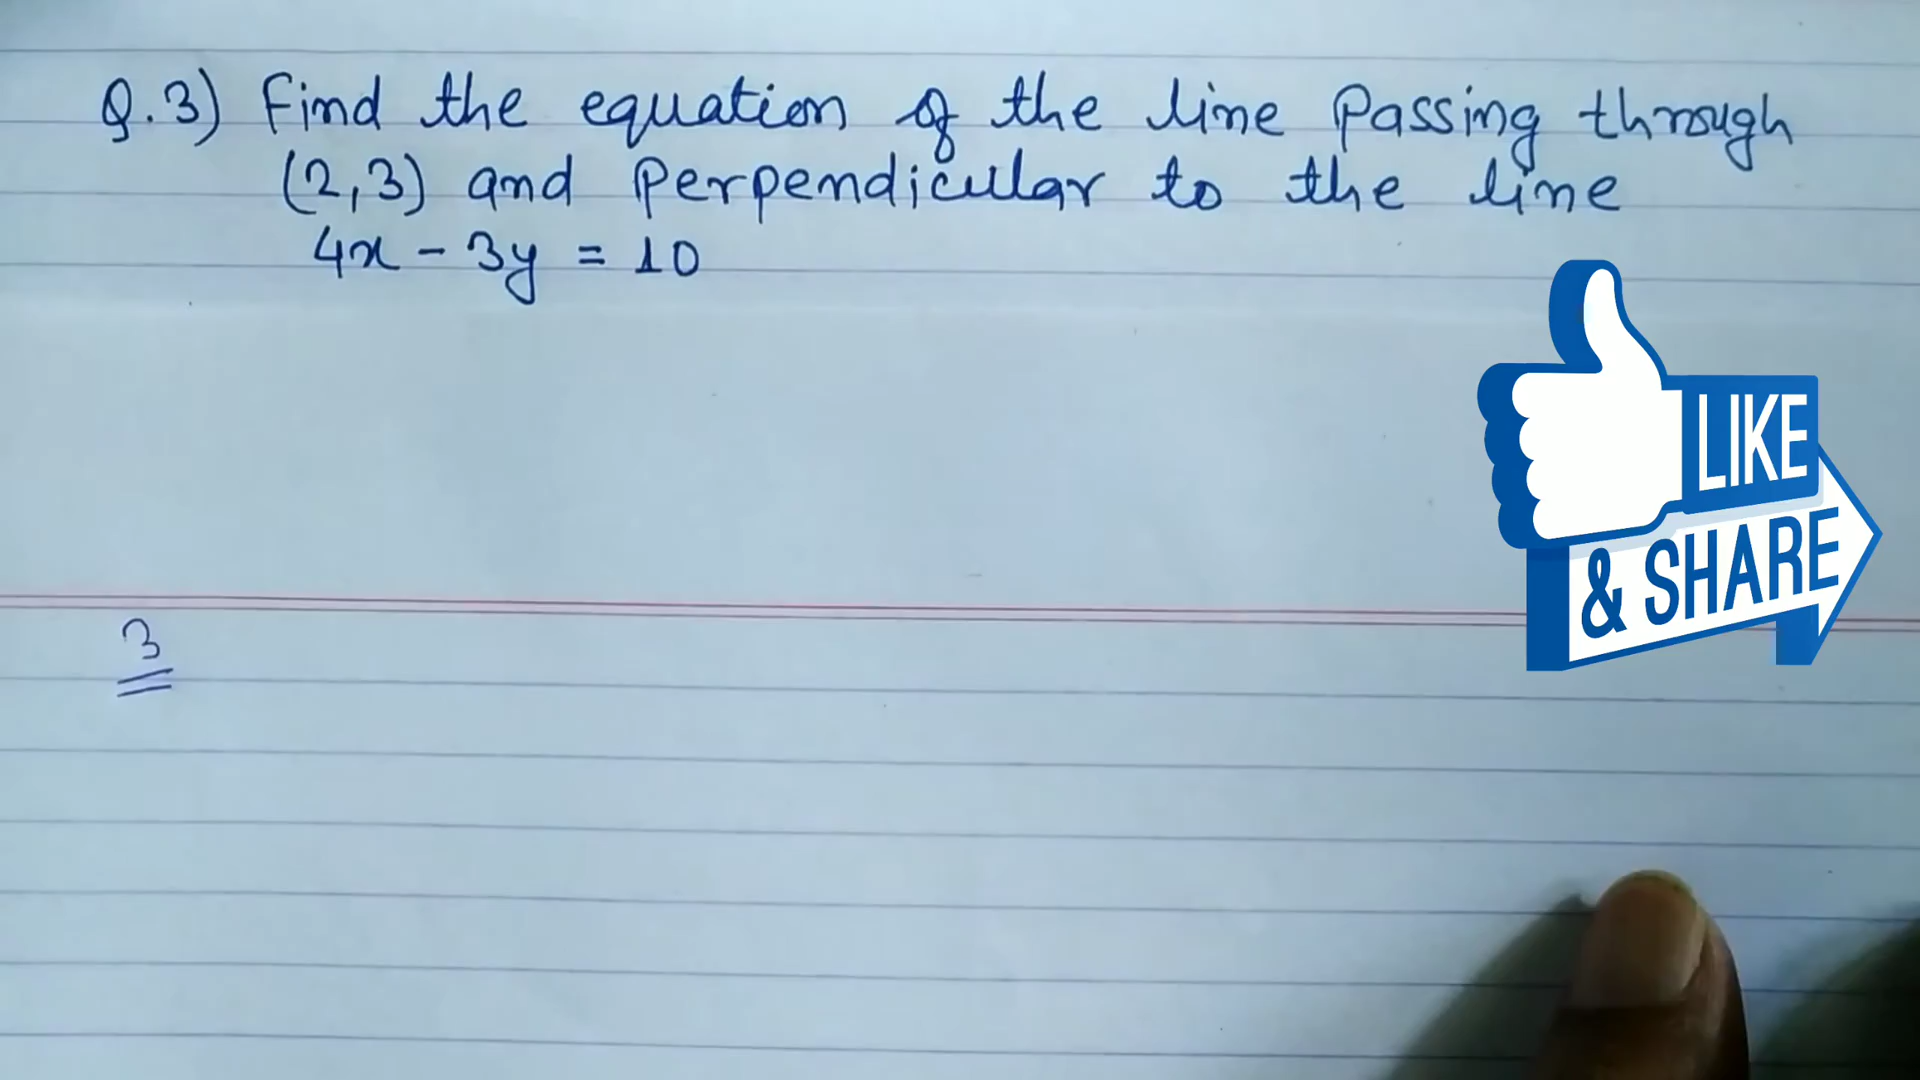 Q.3) Find the equation of the line passing through
(2,3) and perpendicular to the line
4x - 3y = 10
LIKE
& SHARE
3